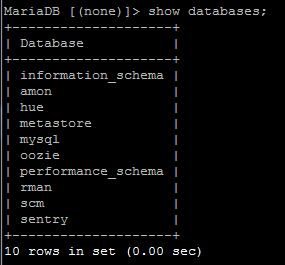 MariaDB [(none)]> show databases;
+--------------------+
| Database           |
+--------------------+
| information_schema |
| amon               |
| hue                |
| metastore          |
| mysql              |
| oozie              |
| performance_schema |
| rman               |
| scm                |
| sentry             |
+--------------------+
10 rows in set (0.00 sec)